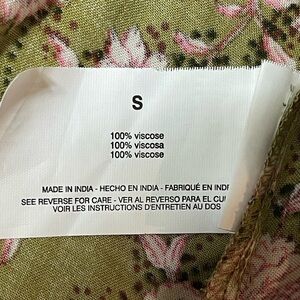 S
100% viscose
100% viscosa
100% viscose
MADE IN INDIA - HECHO EN INDIA - FABRIQUÉ EN
SEE REVERSE FOR CARE - VER AL REVERSO PARA EL
VOIR LES INSTRUCTIONS D'ENTRETIEN AU DOS